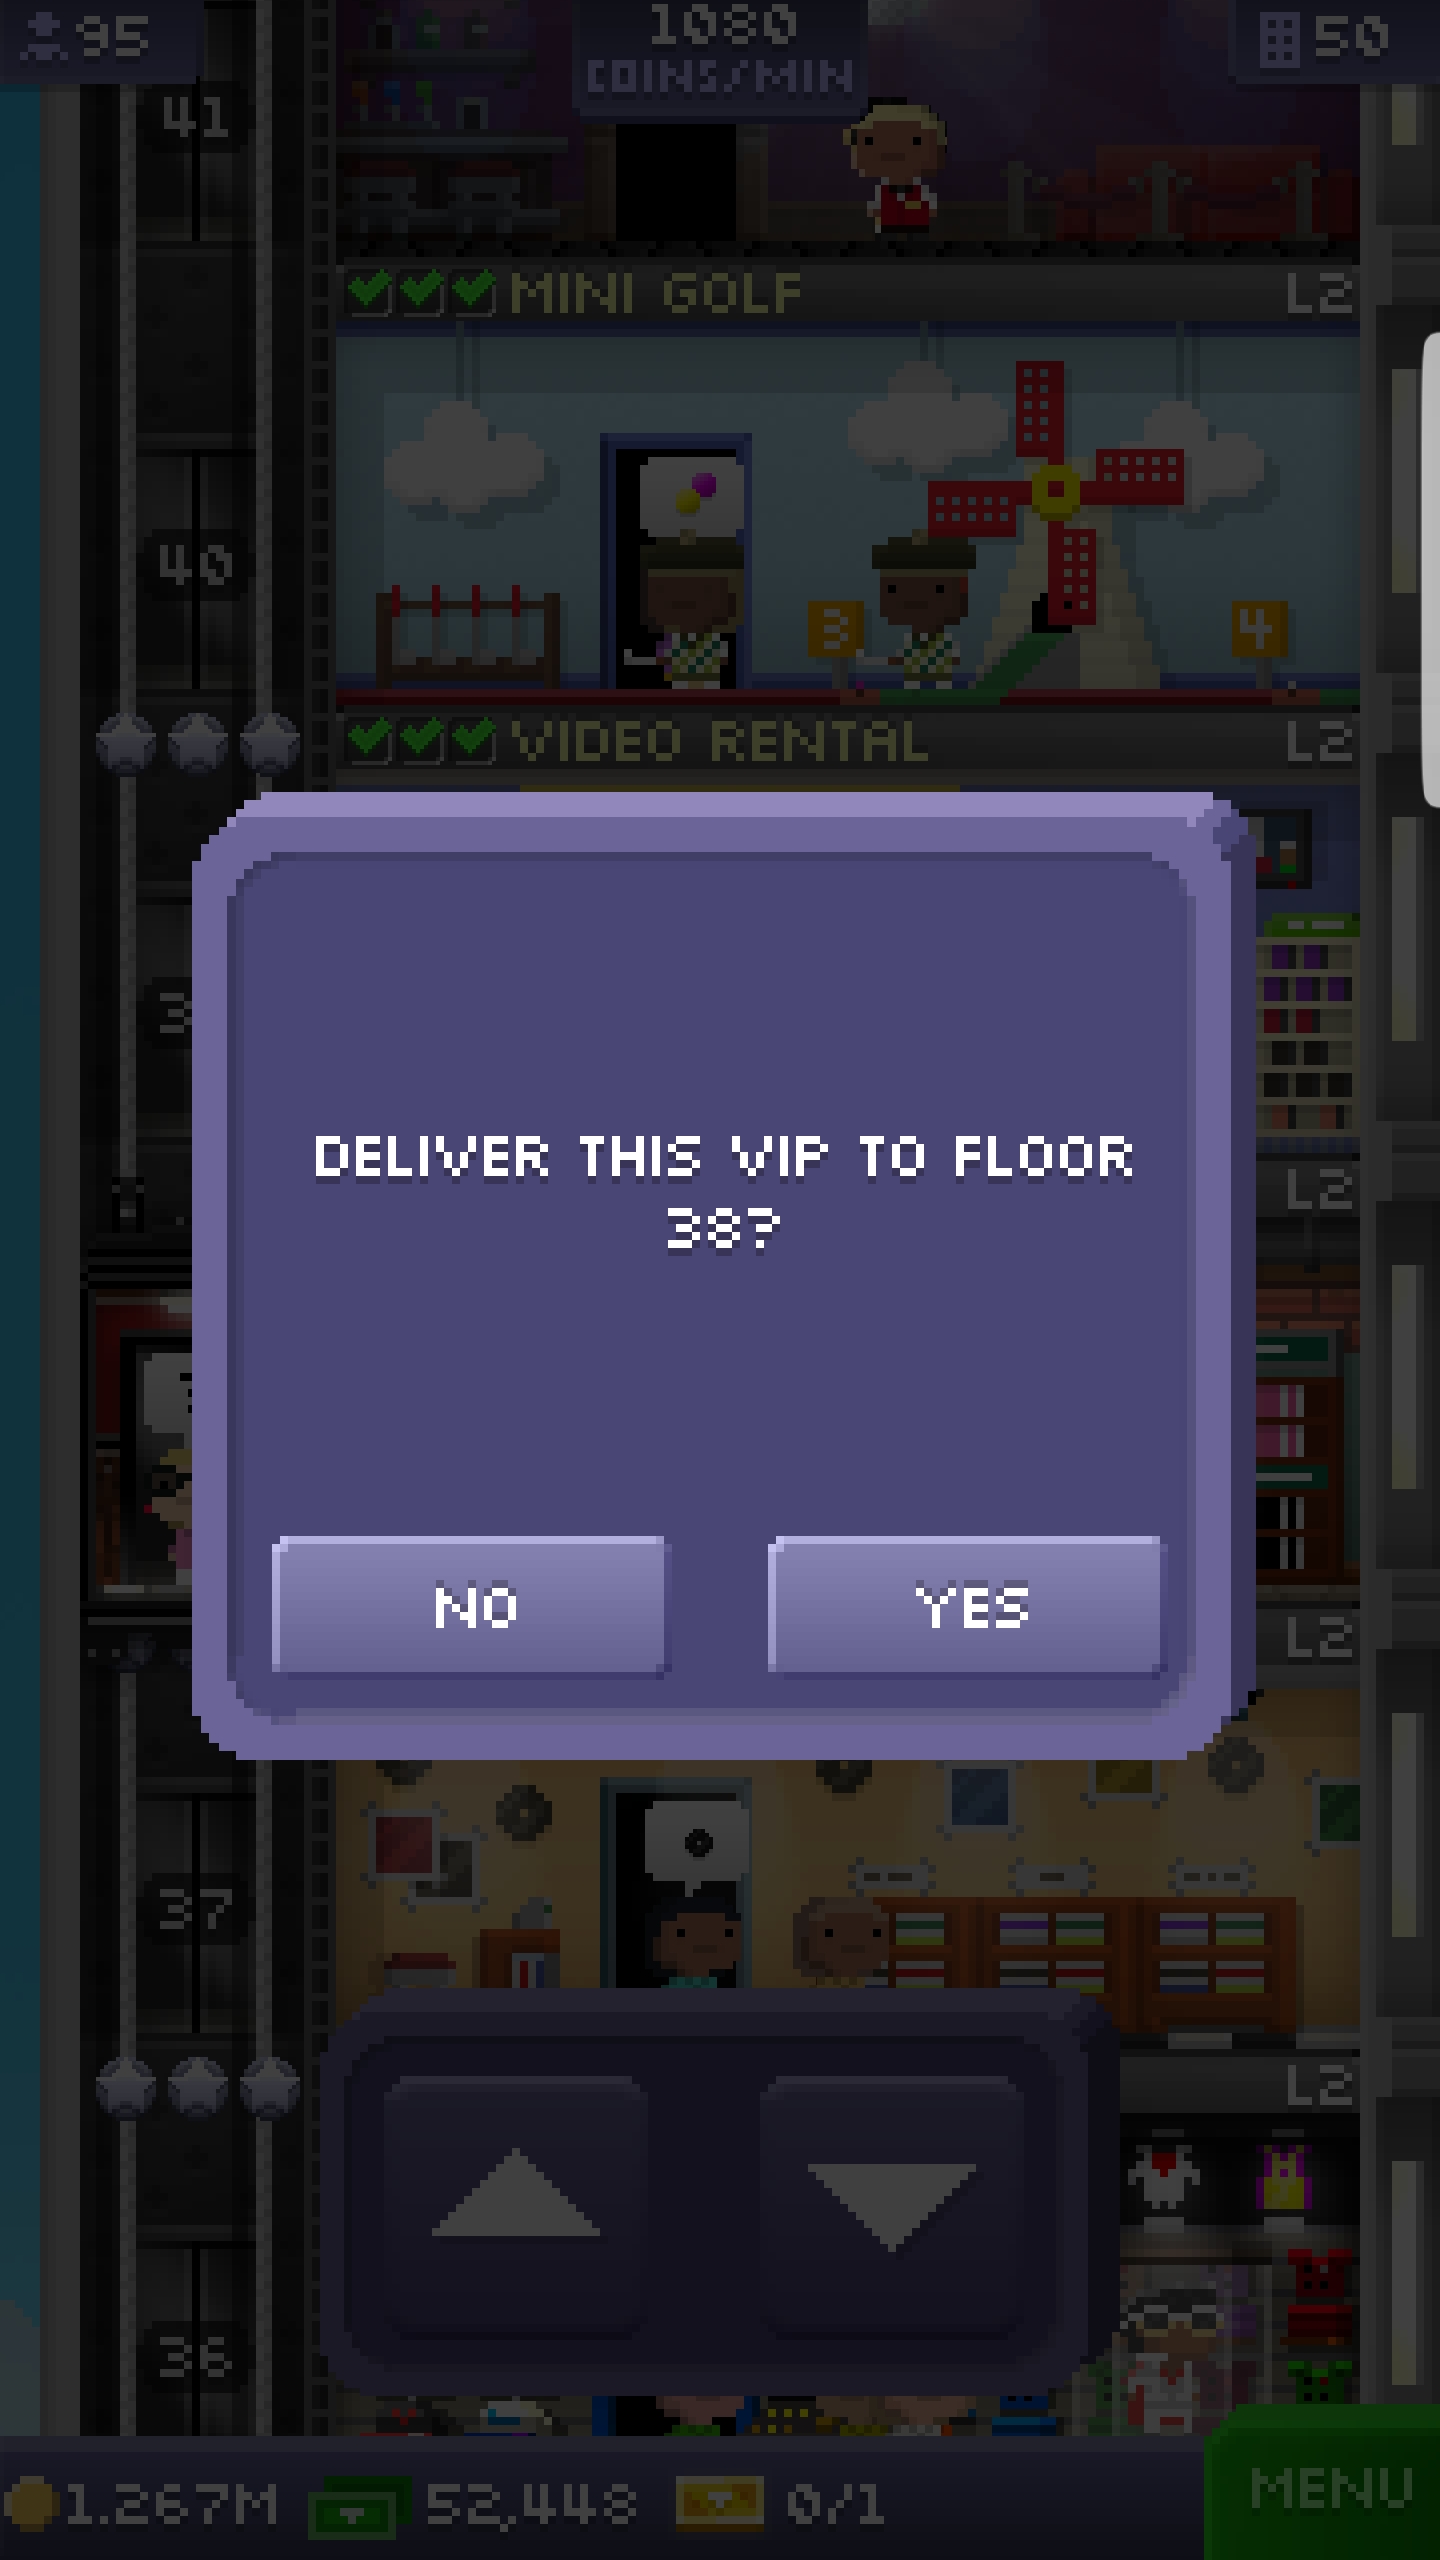 95
1080
COINS/MIN
50
41
MINI GOLF L2
40
3
4
VIDEO RENTAL L2
L2
DELIVER THIS VIP TO FLOOR
38?
NO YES
L2
37
L2
36
1.267M 52,448 0/1
MENU